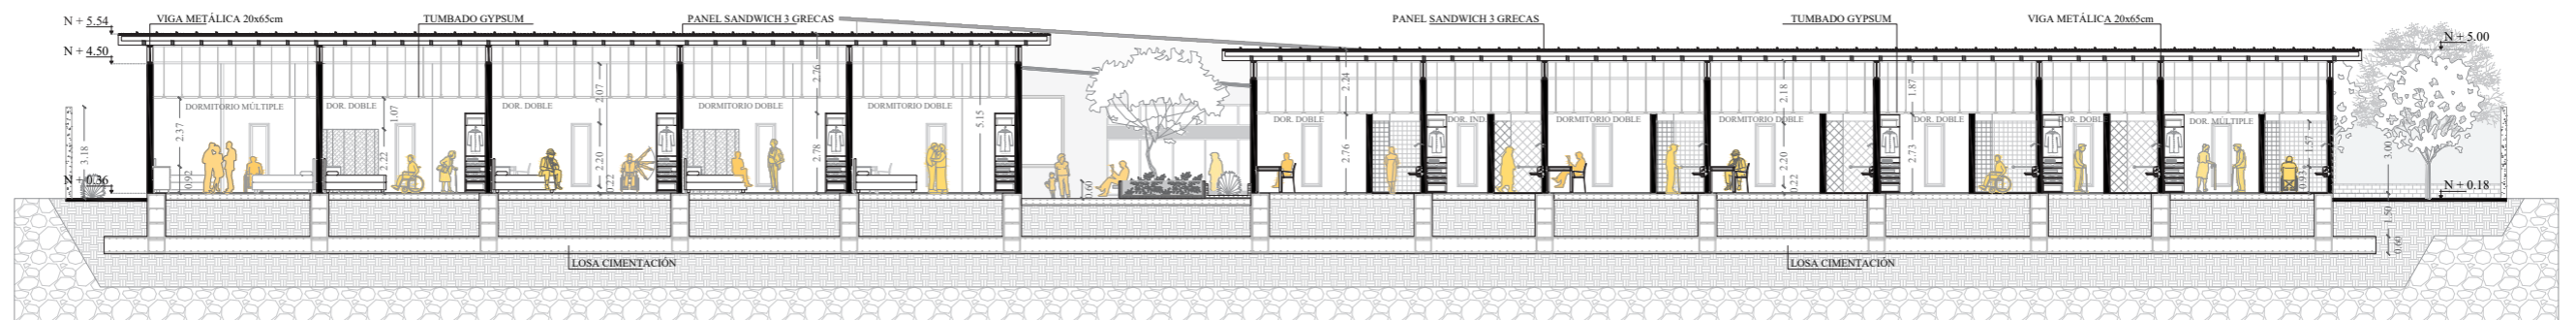 N + 5.54
VIGA METÁLICA 20x65cm
TUMBADO GYPSUM
PANEL SANDWICH 3 GRECAS
PANEL SANDWICH 3 GRECAS
TUMBADO GYPSUM
VIGA METÁLICA 20x65cm
N + 5.00
N + 4.50
2.76
2.24
2.07
2.18
1.87
DORMITORIO MÚLTIPLE
DOR. DOBLE
1.07
DOR. DOBLE
DORMITORIO DOBLE
DORMITORIO DOBLE
5.15
DOR. DOBLE
DOR. IND.
DORMITORIO DOBLE
DORMITORIO DOBLE
DOR. DOBLE
DOR. DOBL
DOR. MÚLTIPLE
3.18
2.37
2.22
2.20
2.78
2.76
2.20
2.73
1.57
3.00
N + 0.36
0.92
0.22
0.60
0.22
0.93
N + 0.18
1.50
0.60
LOSA CIMENTACIÓN
LOSA CIMENTACIÓN